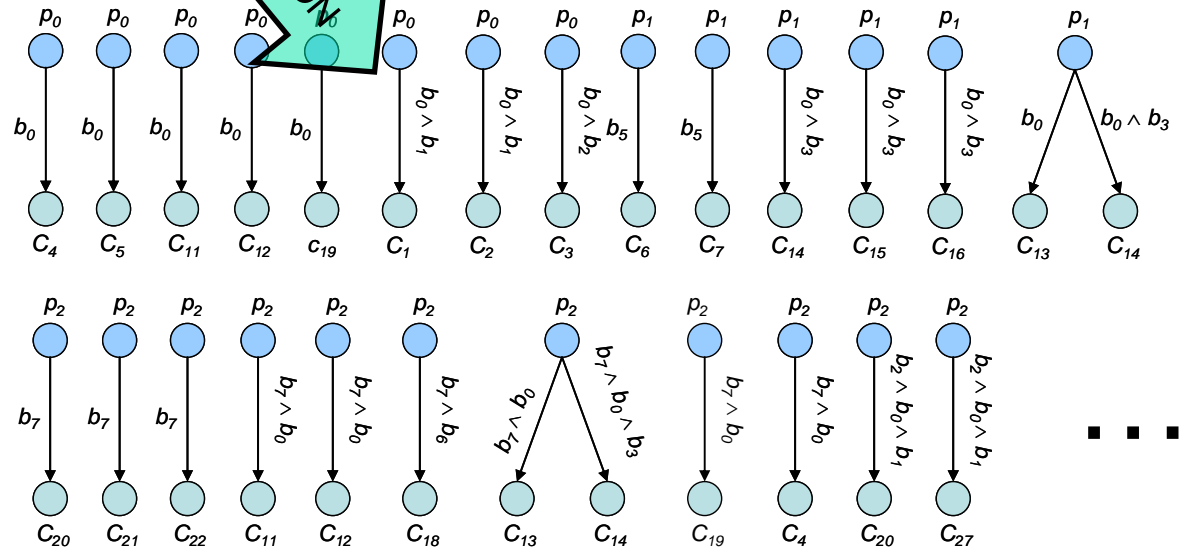 p0 p0 p0 p0 p0 p0 p0 p0 p1 p1 p1 p1 p1 p1
b0 b0 b0 b0 b0 b0 ∧ b1 b0 ∧ b1 b0 ∧ b2 b5 b5 b0 ∧ b3 b0 ∧ b3 b0 ∧ b3 b0 b0 ∧ b3
C4 C5 C11 C12 c19 C1 C2 C3 C6 C7 C14 C15 C16 C13 C14
p2 p2 p2 p2 p2 p2 p2 p2 p2 p2 p2
b7 b7 b7 b7 ∧ b0 b7 ∧ b0 b7 ∧ b6 b7 ∧ b0 b7 ∧ b0 ∧ b3 b7 ∧ b0 b7 ∧ b0 b2 ∧ b0 ∧ b1 b2 ∧ b0 ∧ b1
C20 C21 C22 C11 C12 C18 C13 C14 C19 C4 C20 C27